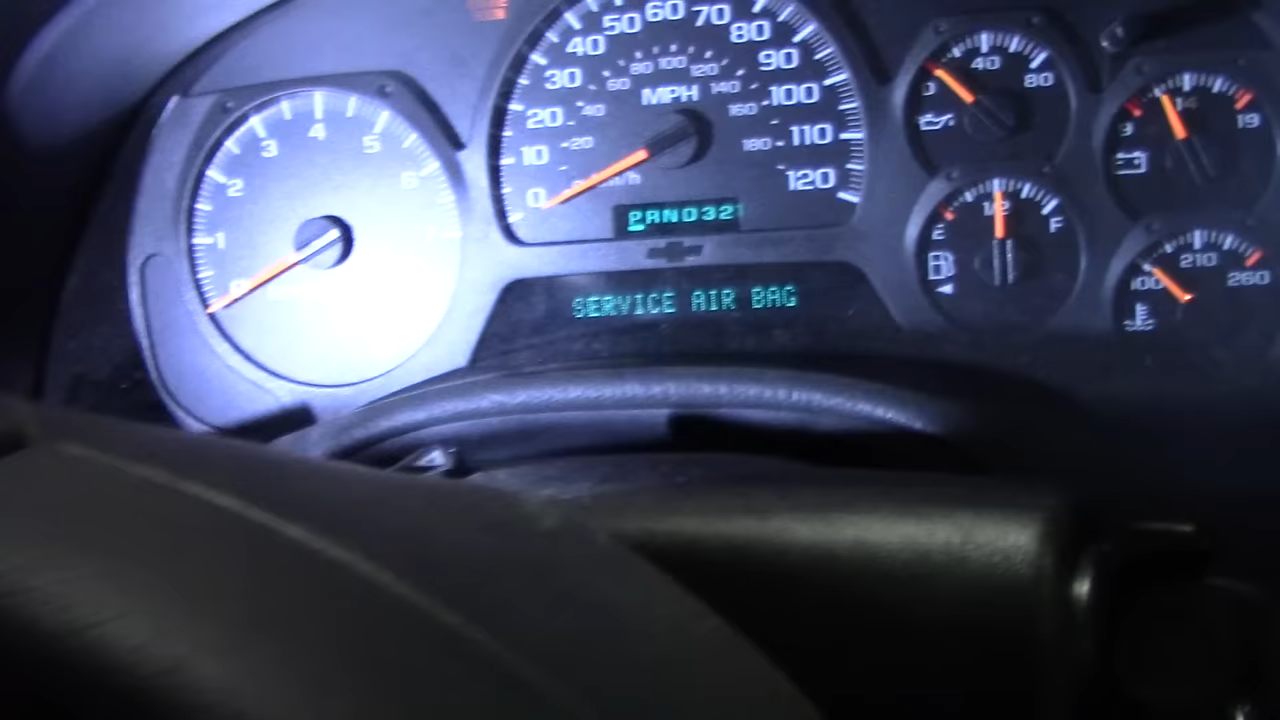 0 1 2 3 4 5 6
0 10 20 30 40 50 60 70 80 90 100 110 120
20 40 60 80 100 120 140 160 180
MPH
PRND321
SERVICE AIR BAG
40 80
9 14 19
E 1/2 F
100 210 260